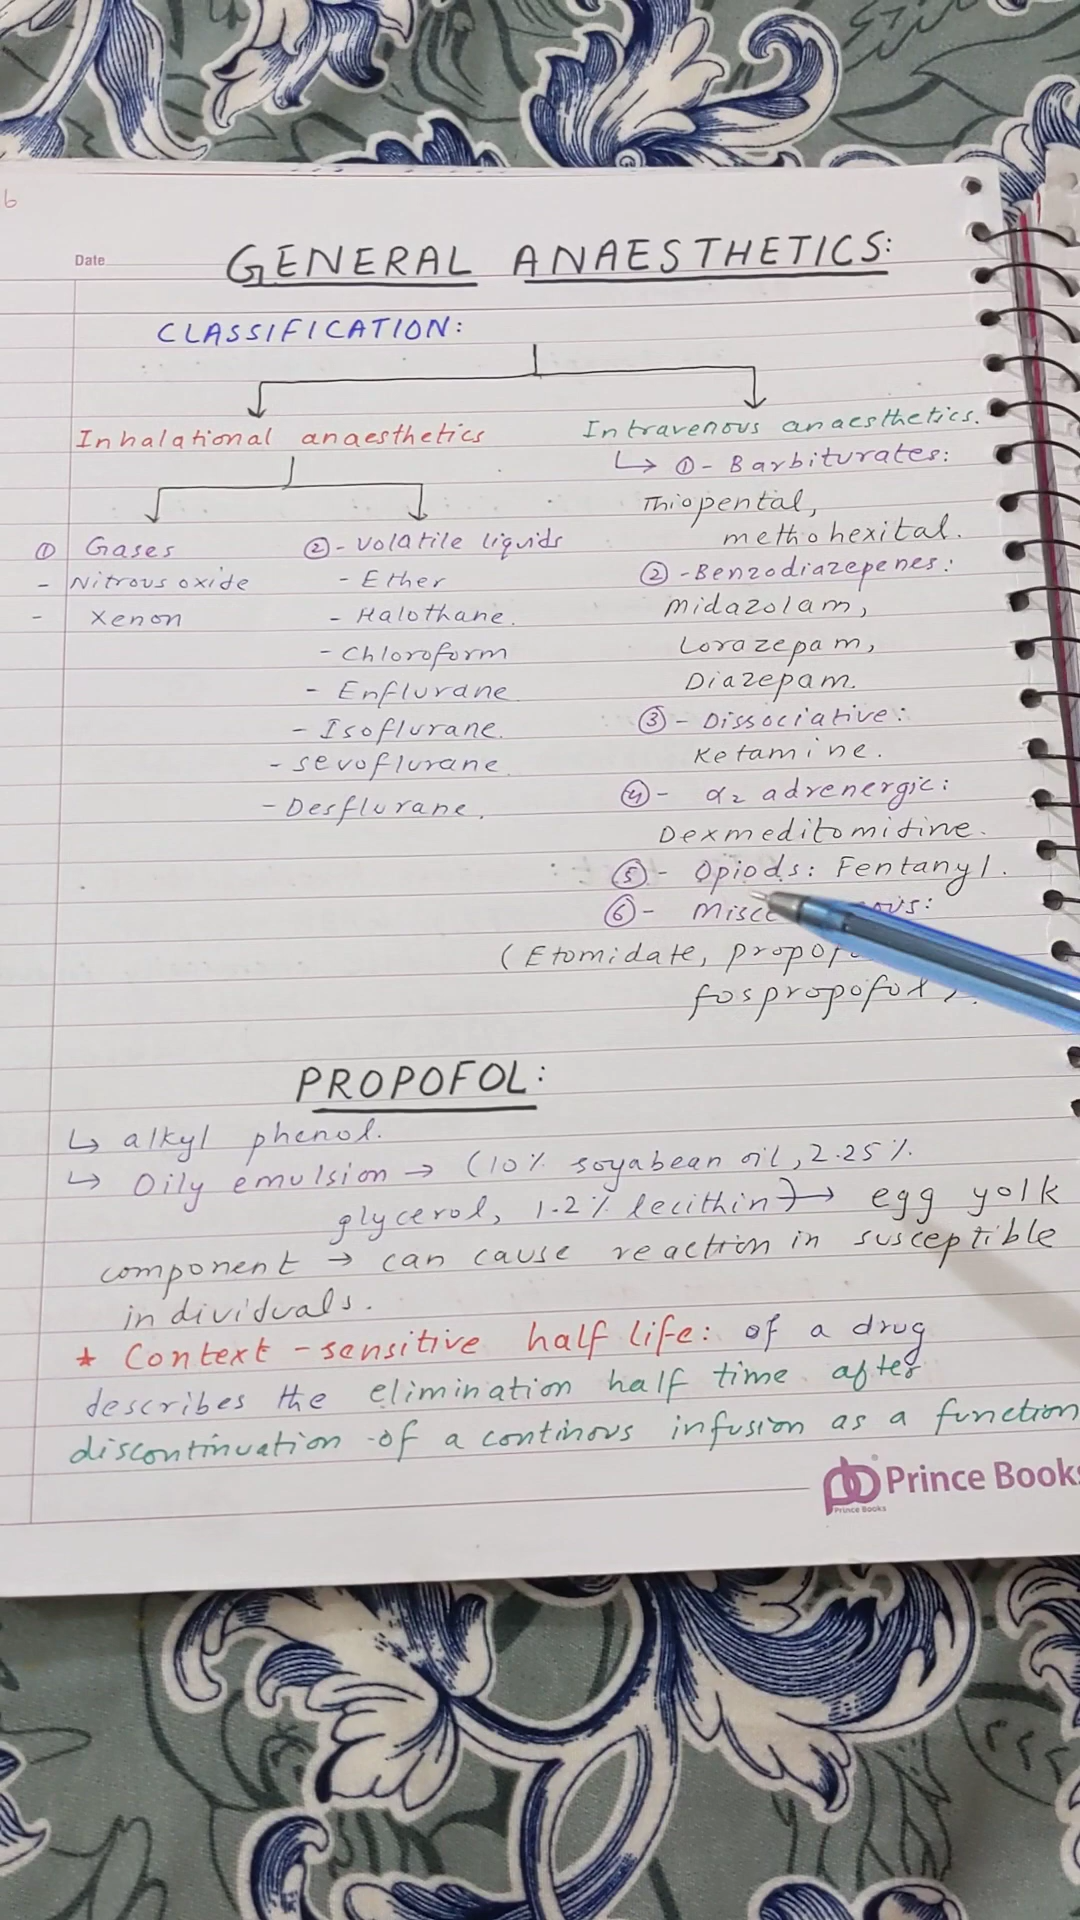 6
Date
GENERAL ANAESTHETICS:
CLASSIFICATION:
Inhalational anaesthetics
① Gases
- Nitrous oxide
- Xenon
②- Volatile liquids
- Ether
- Halothane.
- Chloroform
- Enflurane
- Isoflurane.
- sevoflurane.
- Desflurane.
Intravenous anaesthetics.
↳ ①- Barbiturates:
Thiopental,
methohexital.
②-Benzodiazepenes:
midazolam,
Lorazepam,
Diazepam.
③- Dissociative:
Ketamine.
④- α2 adrenergic:
Dexmeditomidine.
⑤- Opiods: Fentanyl.
⑥-
(Etomidate,
PROPOFOL:
↳ alkyl phenol.
↳ Oily emulsion → (10% soyabean oil, 2.25%
glycerol, 1.2% lecithin) → egg yolk
component → can cause reaction in susceptible
individuals.
* Context-sensitive half life: of a drug
describes the elimination half time after
discontinuation of a continous infusion as a function
Prince Books
Prince Books